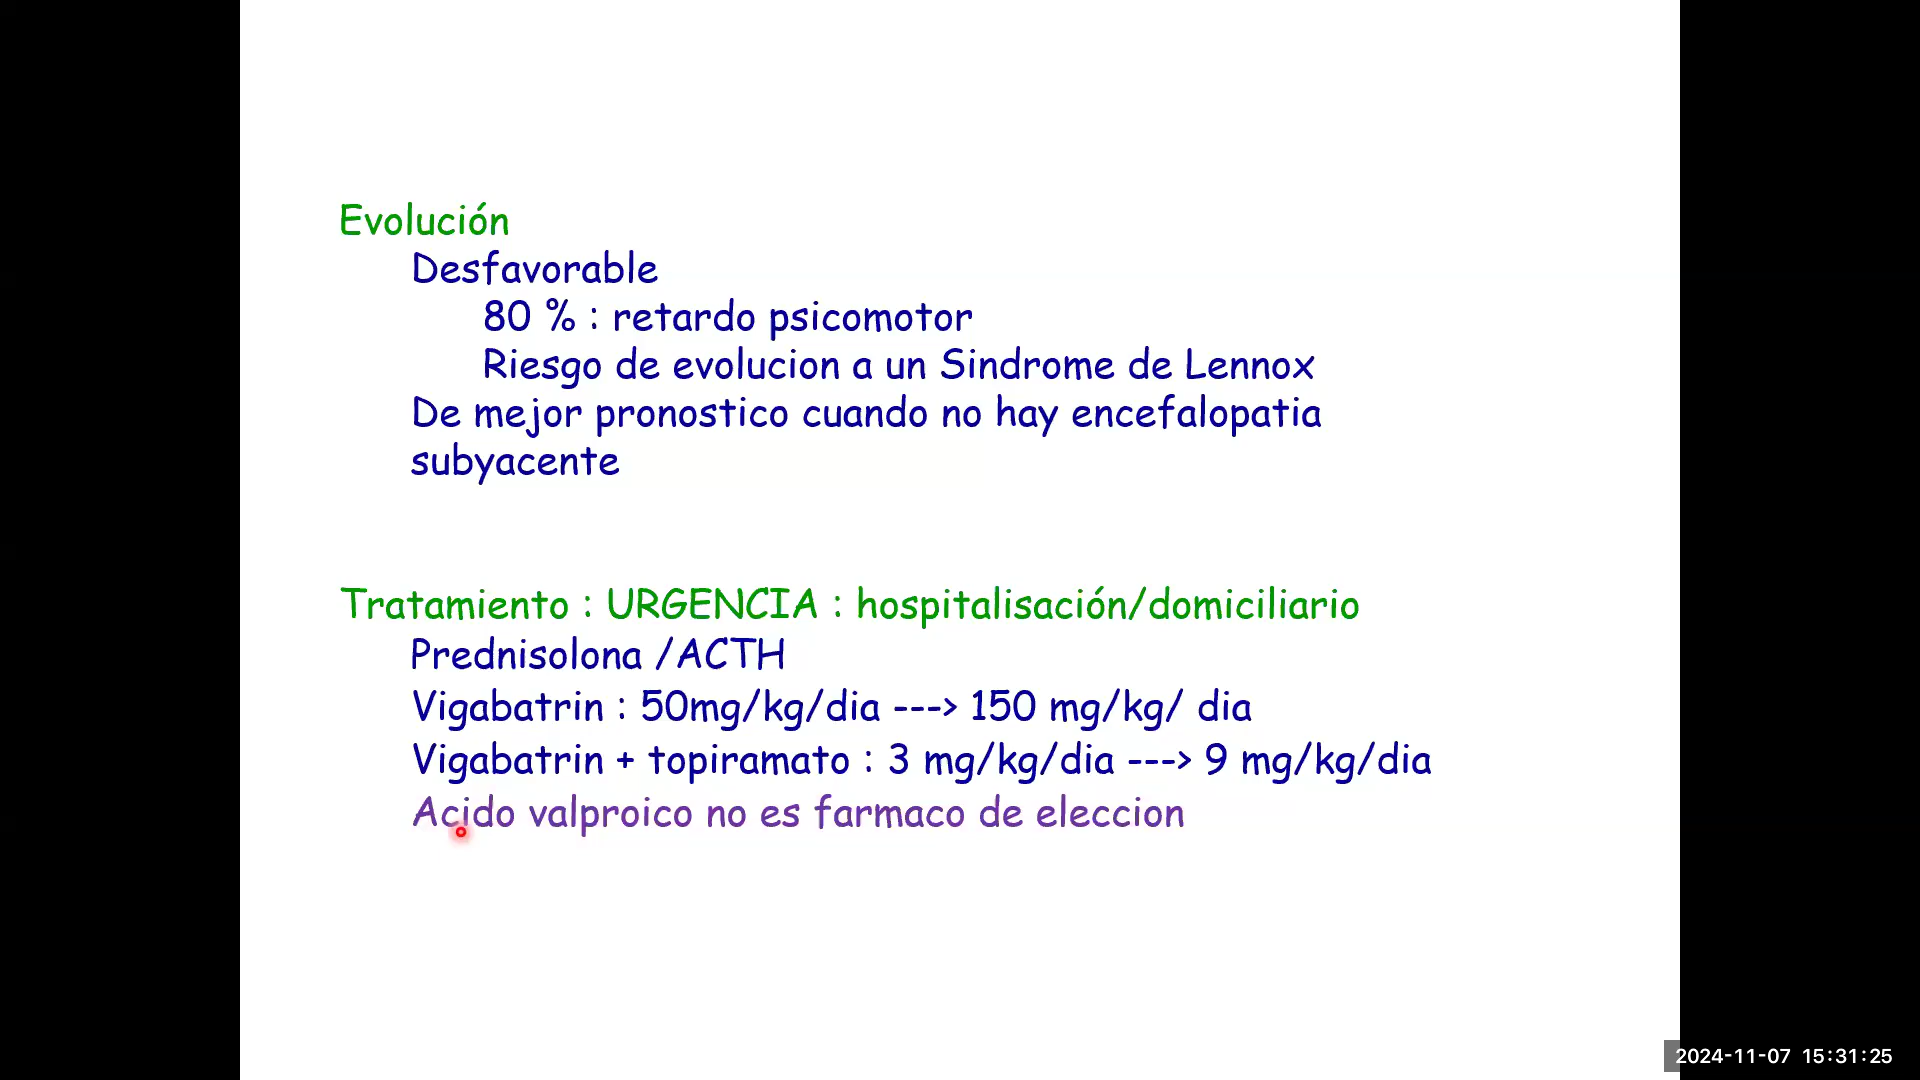 Evolución
Desfavorable
80 % : retardo psicomotor
Riesgo de evolucion a un Sindrome de Lennox
De mejor pronostico cuando no hay encefalopatia
subyacente
Tratamiento : URGENCIA : hospitalisación/domiciliario
Prednisolona /ACTH
Vigabatrin : 50mg/kg/dia ---> 150 mg/kg/ dia
Vigabatrin + topiramato : 3 mg/kg/dia ---> 9 mg/kg/dia
Acido valproico no es farmaco de eleccion
2024-11-07 15:31:25